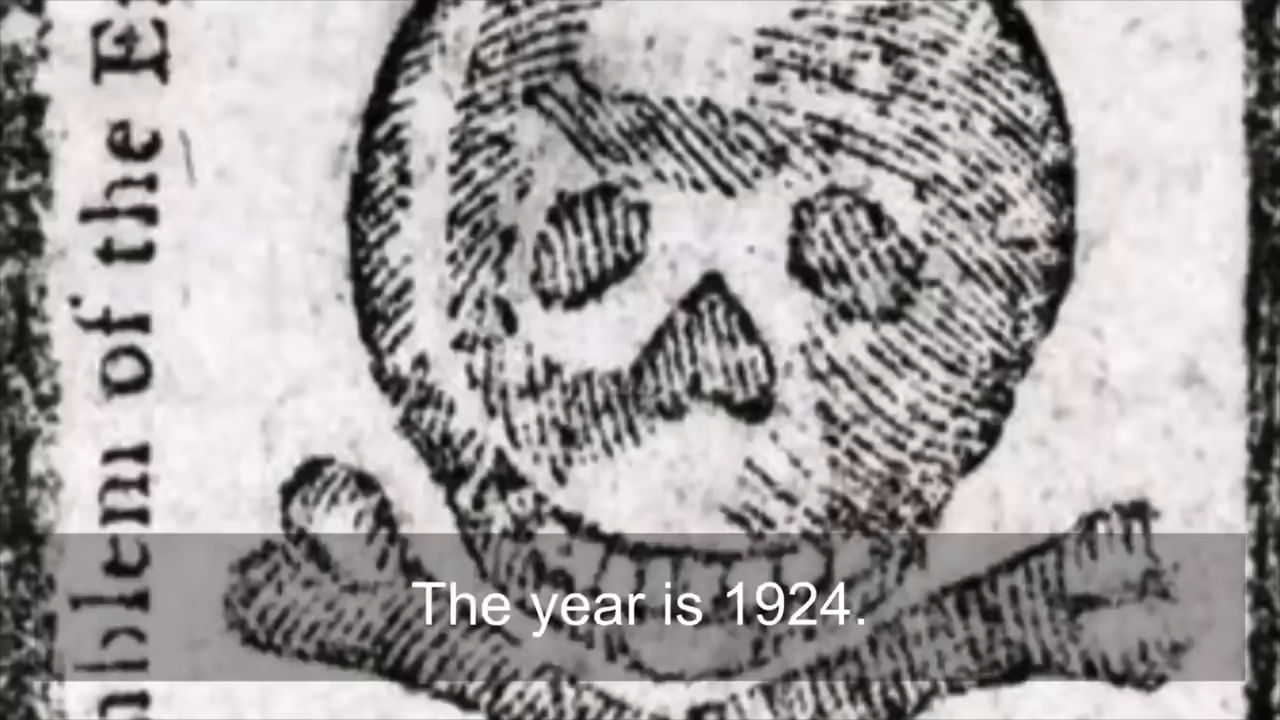 of the
The year is 1924.